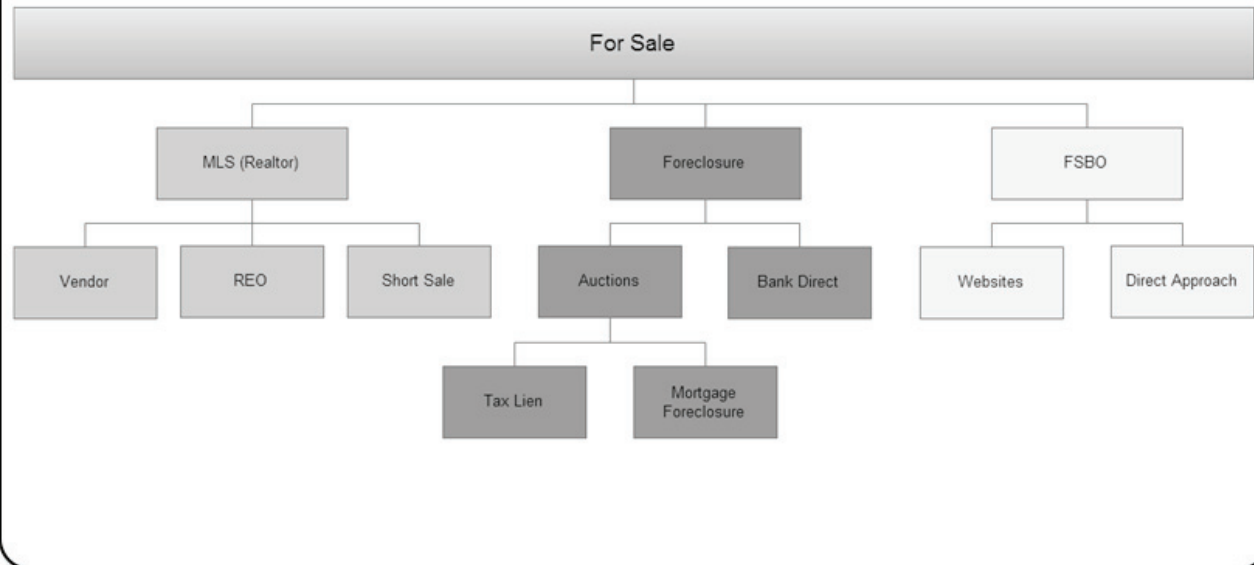 For Sale
MLS (Realtor)
Foreclosure
FSBO
Vendor
REO
Short Sale
Auctions
Bank Direct
Websites
Direct Approach
Tax Lien
Mortgage
Foreclosure